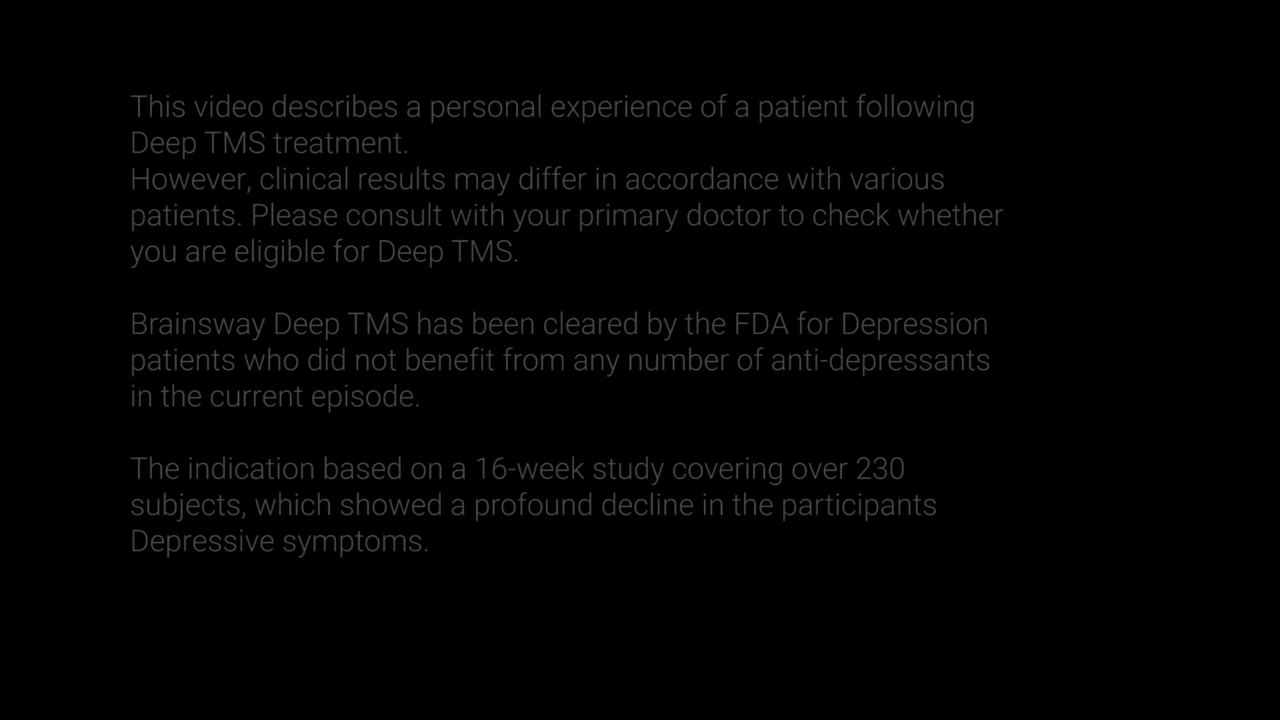 This video describes a personal experience of a patient following
Deep TMS treatment.
However, clinical results may differ in accordance with various
patients. Please consult with your primary doctor to check whether
you are eligible for Deep TMS.
Brainsway Deep TMS has been cleared by the FDA for Depression
patients who did not benefit from any number of anti-depressants
in the current episode.
The indication based on a 16-week study covering over 230
subjects, which showed a profound decline in the participants
Depressive symptoms.